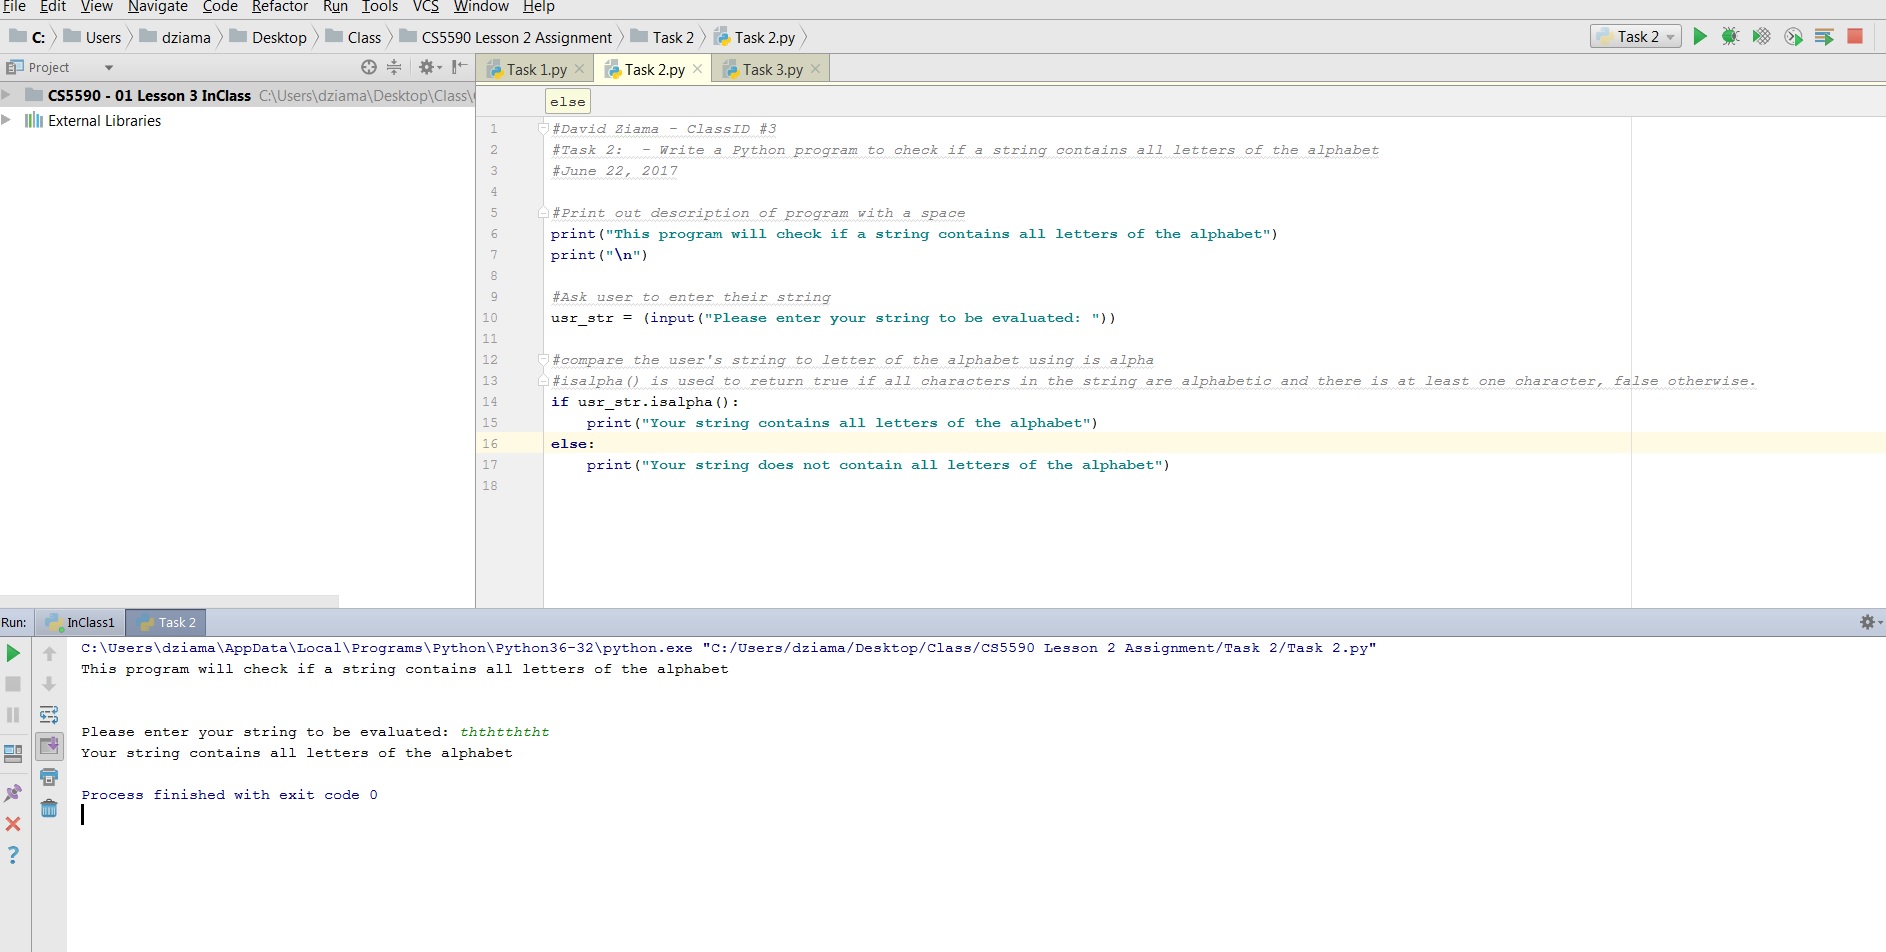 File Edit View Navigate Code Refactor Run Tools VCS Window Help
C: Users dziama Desktop Class CS5590 Lesson 2 Assignment Task 2 Task 2.py Task 2
Project Task 1.py Task 2.py Task 3.py
CS5590 - 01 Lesson 3 InClass C:\Users\dziama\Desktop\Class\
External Libraries
else
1 #David Ziama - ClassID #3
2 #Task 2:  - Write a Python program to check if a string contains all letters of the alphabet
3 #June 22, 2017
4
5 #Print out description of program with a space
6 print("This program will check if a string contains all letters of the alphabet")
7 print("\n")
8
9 #Ask user to enter their string
10 usr_str = (input("Please enter your string to be evaluated: "))
11
12 #compare the user's string to letter of the alphabet using is alpha
13 #isalpha() is used to return true if all characters in the string are alphabetic and there is at least one character, false otherwise.
14 if usr_str.isalpha():
15     print("Your string contains all letters of the alphabet")
16 else:
17     print("Your string does not contain all letters of the alphabet")
18
Run: InClass1 Task 2
C:\Users\dziama\AppData\Local\Programs\Python\Python36-32\python.exe "C:/Users/dziama/Desktop/Class/CS5590 Lesson 2 Assignment/Task 2/Task 2.py"
This program will check if a string contains all letters of the alphabet
Please enter your string to be evaluated: thththtththt
Your string contains all letters of the alphabet
Process finished with exit code 0